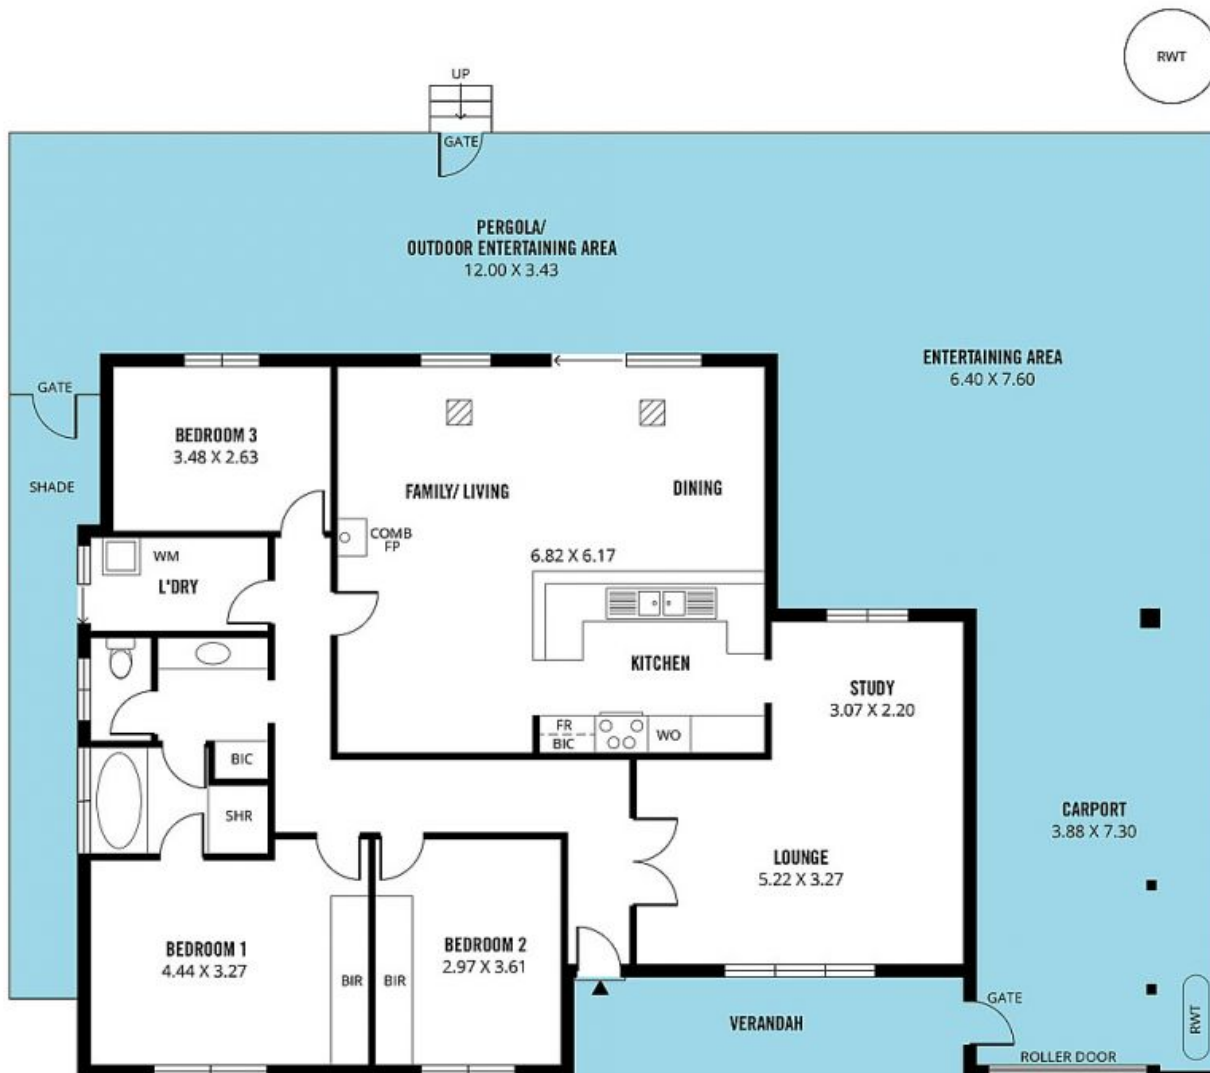 RWT
UP
GATE
PERGOLA/
OUTDOOR ENTERTAINING AREA
12.00 X 3.43
ENTERTAINING AREA
6.40 X 7.60
GATE
SHADE
BEDROOM 3
3.48 X 2.63
FAMILY/ LIVING
DINING
COMB
FP
6.82 X 6.17
WM
L'DRY
KITCHEN
STUDY
3.07 X 2.20
FR
BIC
WO
BIC
SHR
CARPORT
3.88 X 7.30
LOUNGE
5.22 X 3.27
BEDROOM 1
4.44 X 3.27
BIR
BIR
BEDROOM 2
2.97 X 3.61
VERANDAH
GATE
RWT
ROLLER DOOR